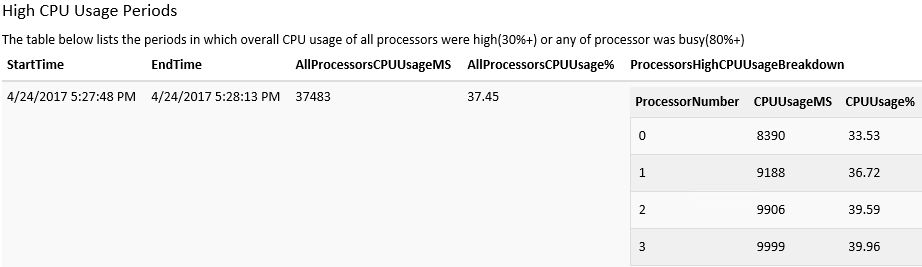 High CPU Usage Periods
The table below lists the periods in which overall CPU usage of all processors were high(30%+) or any of processor was busy(80%+)
StartTime EndTime AllProcessorsCPUUsageMS AllProcessorsCPUUsage% ProcessorsHighCPUUsageBreakdown
4/24/2017 5:27:48 PM 4/24/2017 5:28:13 PM 37483 37.45
ProcessorNumber CPUUsageMS CPUUsage%
0 8390 33.53
1 9188 36.72
2 9906 39.59
3 9999 39.96